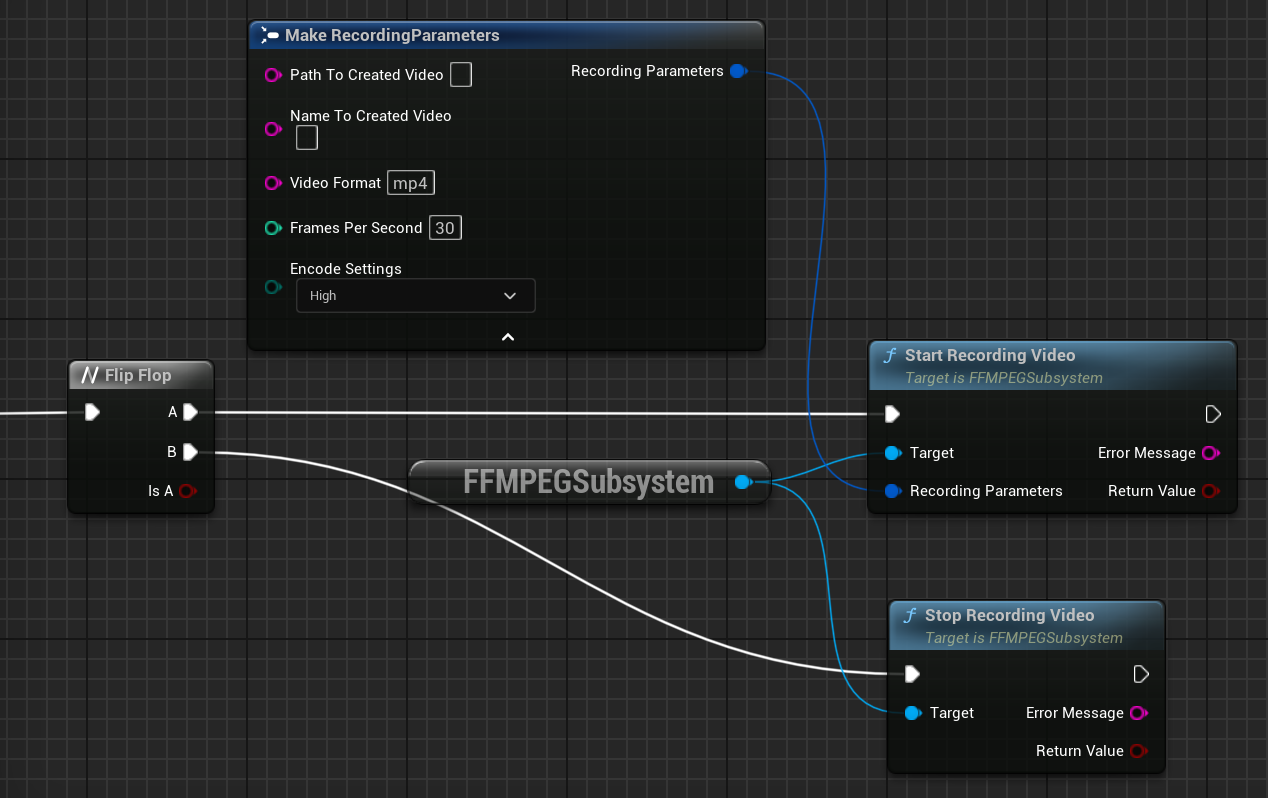 Make RecordingParameters
Path To Created Video
Recording Parameters
Name To Created Video
Video Format mp4
Frames Per Second 30
Encode Settings
High
Flip Flop
A
B
Is A
FFMPEGSubsystem
f Start Recording Video
Target is FFMPEGSubsystem
Target
Error Message
Recording Parameters
Return Value
f Stop Recording Video
Target is FFMPEGSubsystem
Target
Error Message
Return Value